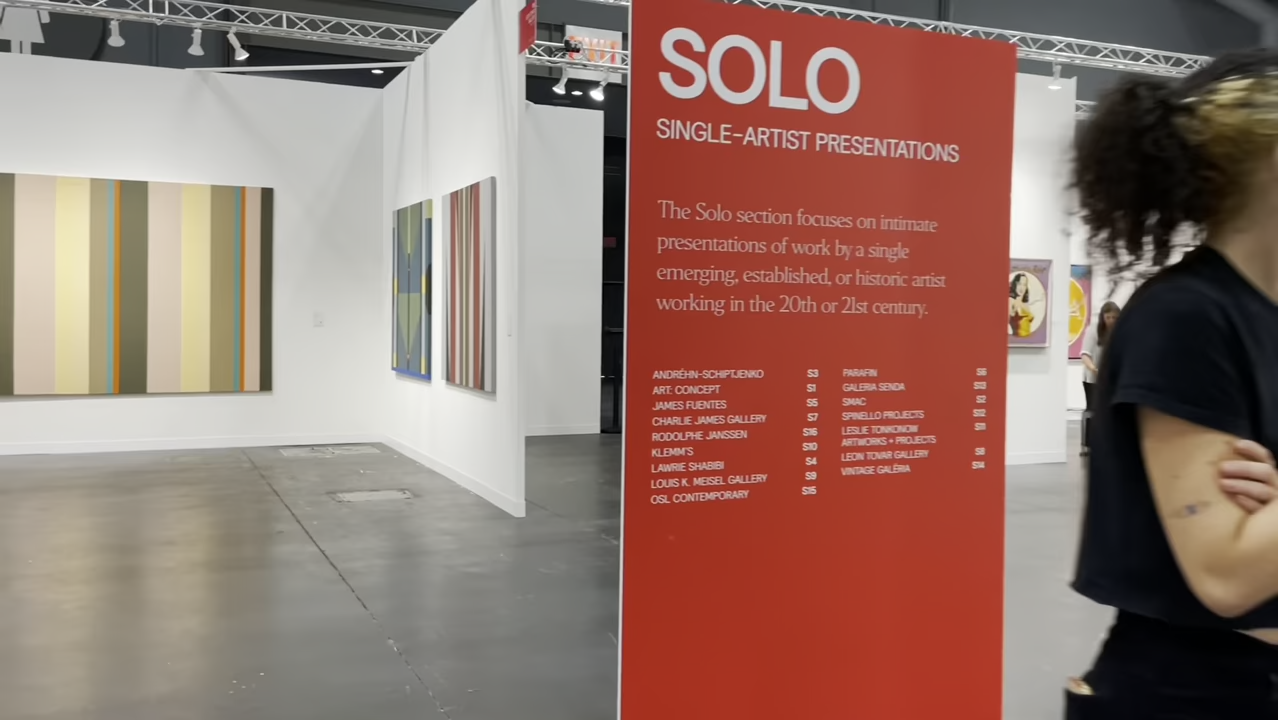 SOLO
SINGLE-ARTIST PRESENTATIONS
The Solo section focuses on intimate
presentations of work by a single
emerging, established, or historic artist
working in the 20th or 21st century.
ANDRÉHN-SCHIPTJENKO S3
ART: CONCEPT S1
JAMES FUENTES S5
CHARLIE JAMES GALLERY S7
RODOLPHE JANSSEN S16
KLEMM'S S10
LAWRIE SHABIBI S4
LOUIS K. MEISEL GALLERY S9
OSL CONTEMPORARY S15
PARAFIN S6
GALERIA SENDA S13
SMAC S2
SPINELLO PROJECTS S12
LESLIE TONKONOW S11
ARTWORKS + PROJECTS
LEON TOVAR GALLERY S8
VINTAGE GALÉRIA S14